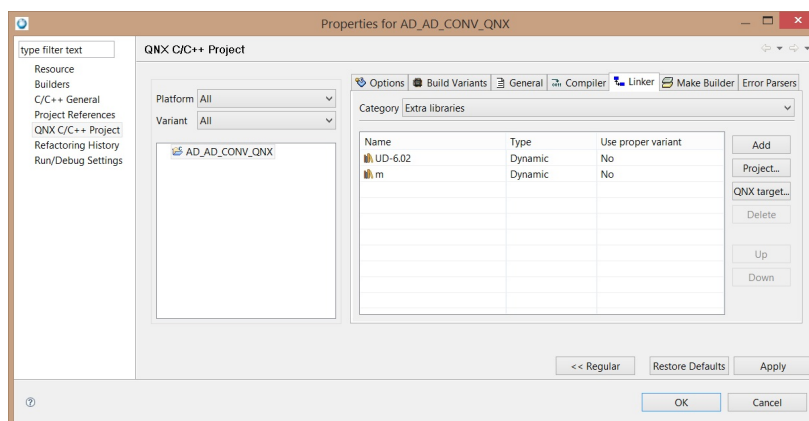 Properties for AD_AD_CONV_QNX
type filter text
Resource
Builders
C/C++ General
Project References
QNX C/C++ Project
Refactoring History
Run/Debug Settings
QNX C/C++ Project
Platform All
Variant All
AD_AD_CONV_QNX
Options Build Variants General Compiler Linker Make Builder Error Parsers
Category Extra libraries
Name Type Use proper variant
UD-6.02 Dynamic No
m Dynamic No
Add
Project...
QNX target...
Delete
Up
Down
<< Regular Restore Defaults Apply
OK Cancel